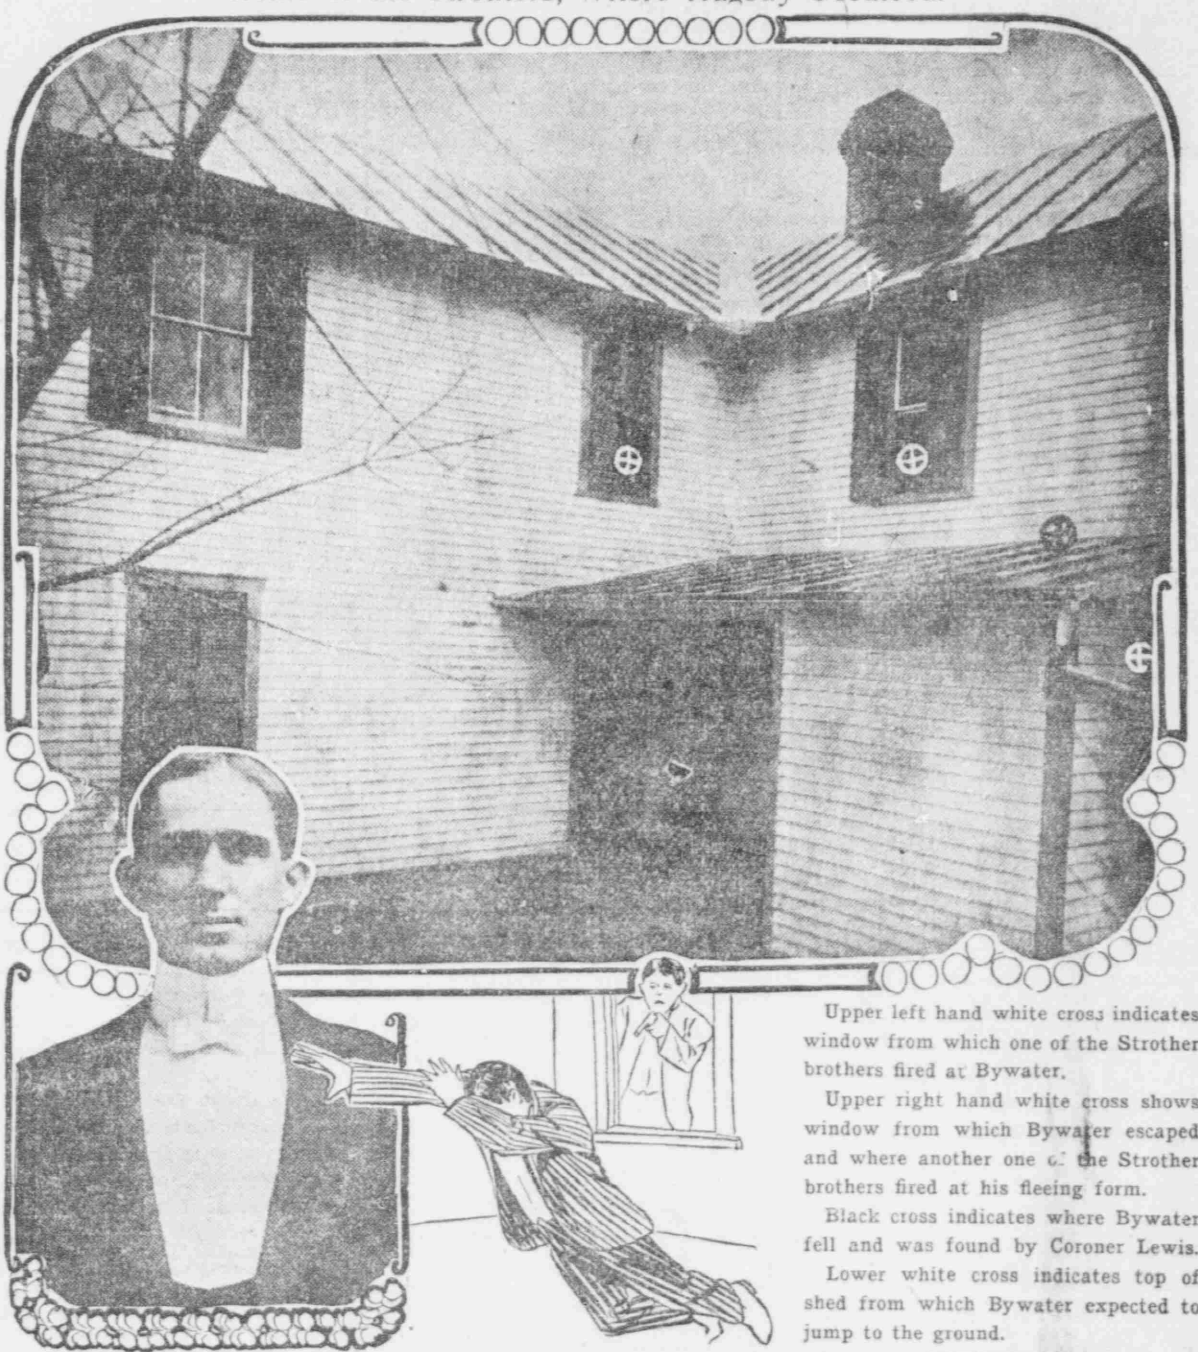 Upper left hand white cross indicates
window from which one of the Strother
brothers fired at Bywater.
Upper right hand white cross shows
window from which Bywater escaped
and where another one of the Strother
brothers fired at his fleeing form.
Black cross indicates where Bywater
fell and was found by Coroner Lewis.
Lower white cross indicates top of
shed from which Bywater expected to
jump to the ground.